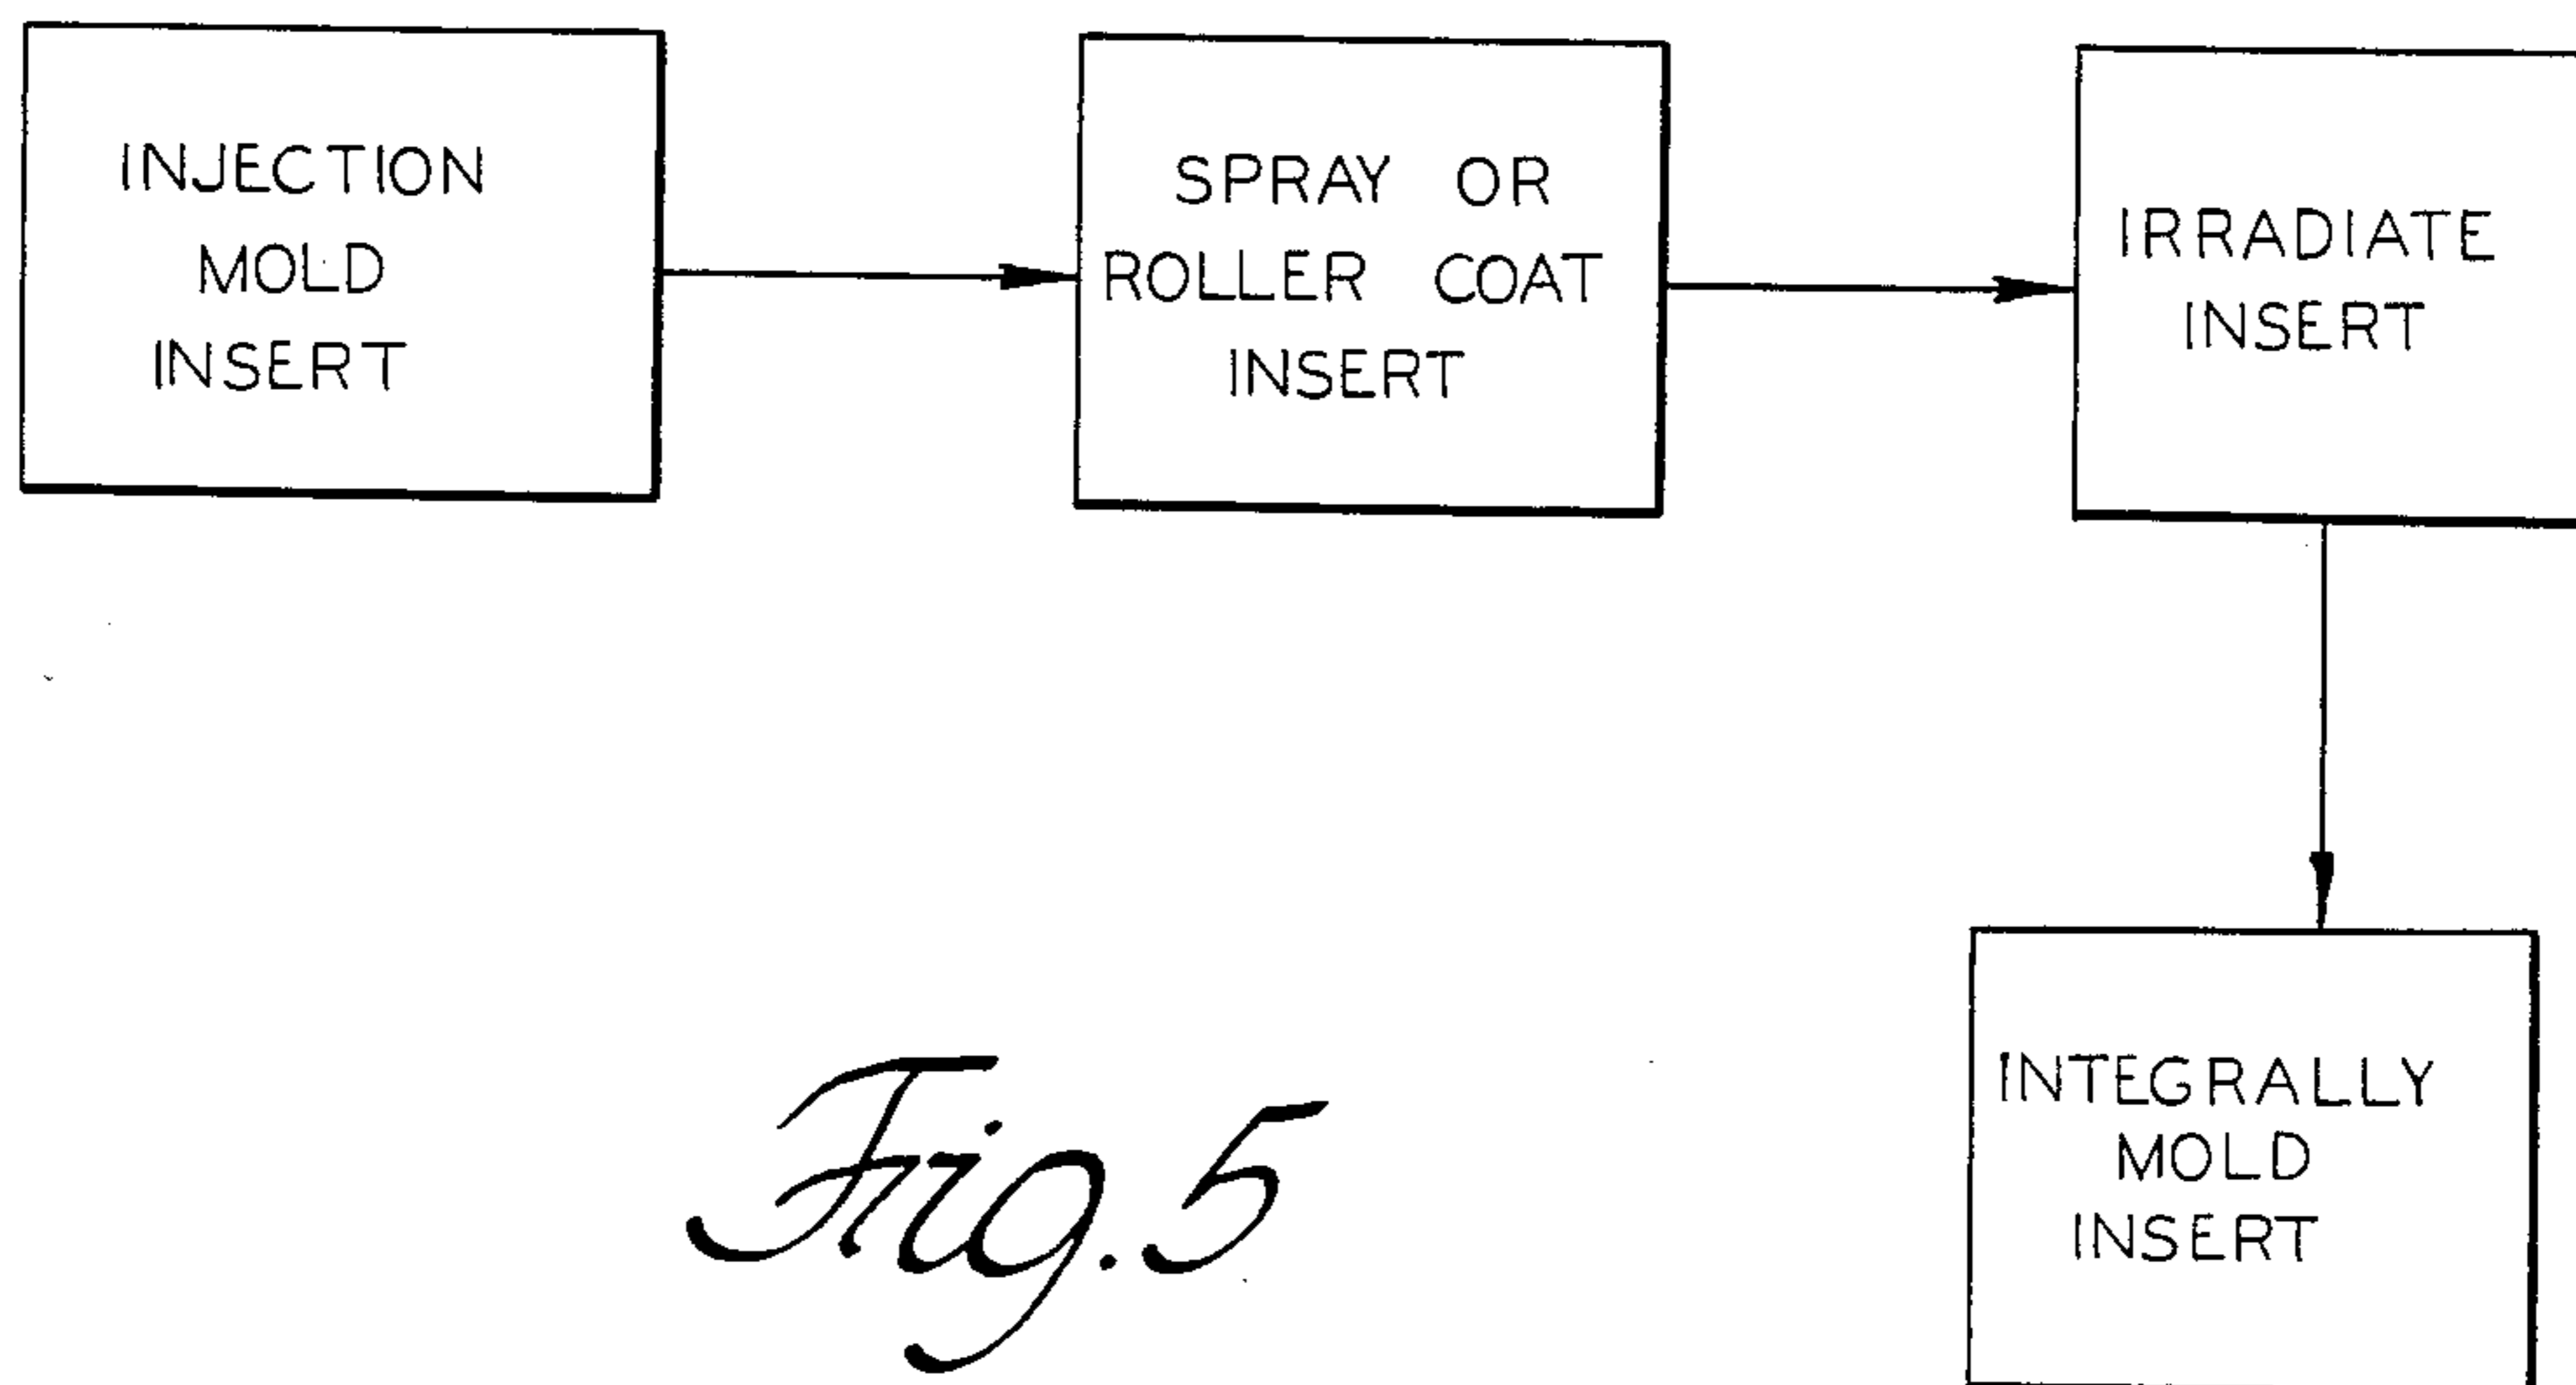 INJECTION
MOLD
INSERT
SPRAY OR
ROLLER COAT
INSERT
IRRADIATE
INSERT
INTEGRALLY
MOLD
INSERT
Fig. 5